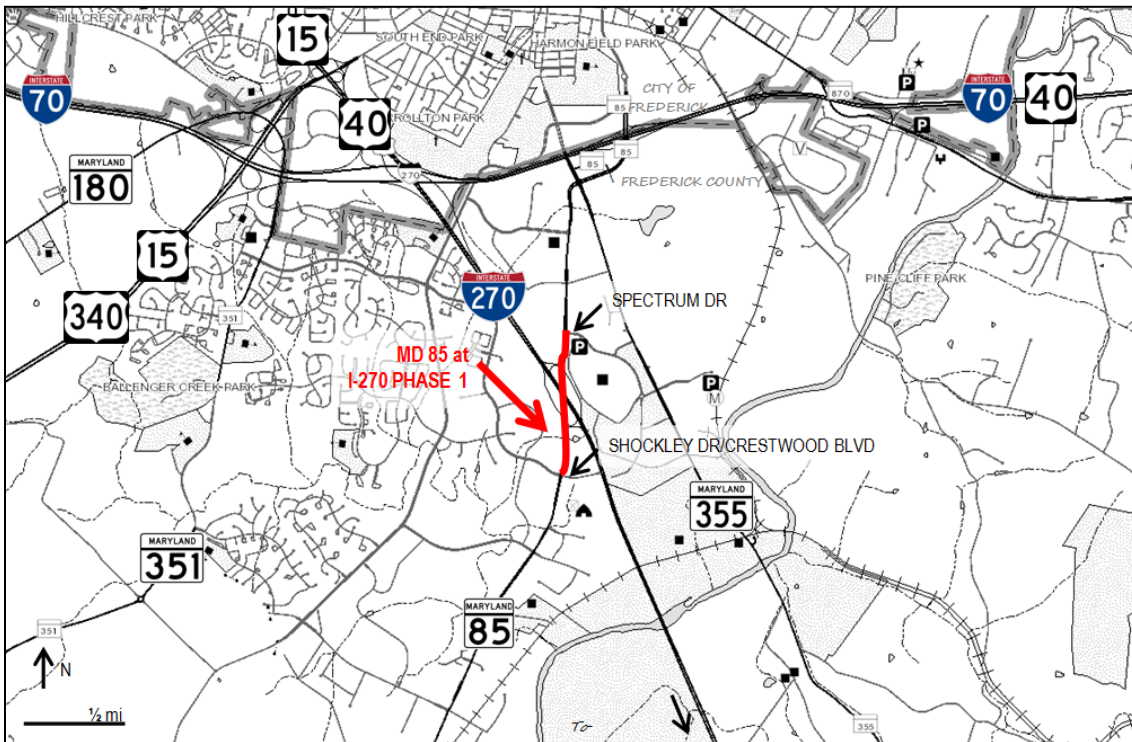 HILLCREST PARK
15
SOUTH END PARK
HARMON FIELD PARK
INTERSTATE
70
40
ROLLTON PARK
85
CITY OF
FREDERICK
870
P
INTERSTATE
70
40
270
85
85
V
P
MARYLAND
180
FREDERICK COUNTY
15
INTERSTATE
270
PINE CLIFF PARK
340
351
SPECTRUM DR
P
MD 85 at
I-270 PHASE 1
BALLENGER CREEK PARK
P
M
SHOCKLEY DR/CRESTWOOD BLVD
MARYLAND
355
MARYLAND
351
MARYLAND
85
351
N
½ mi
To
355